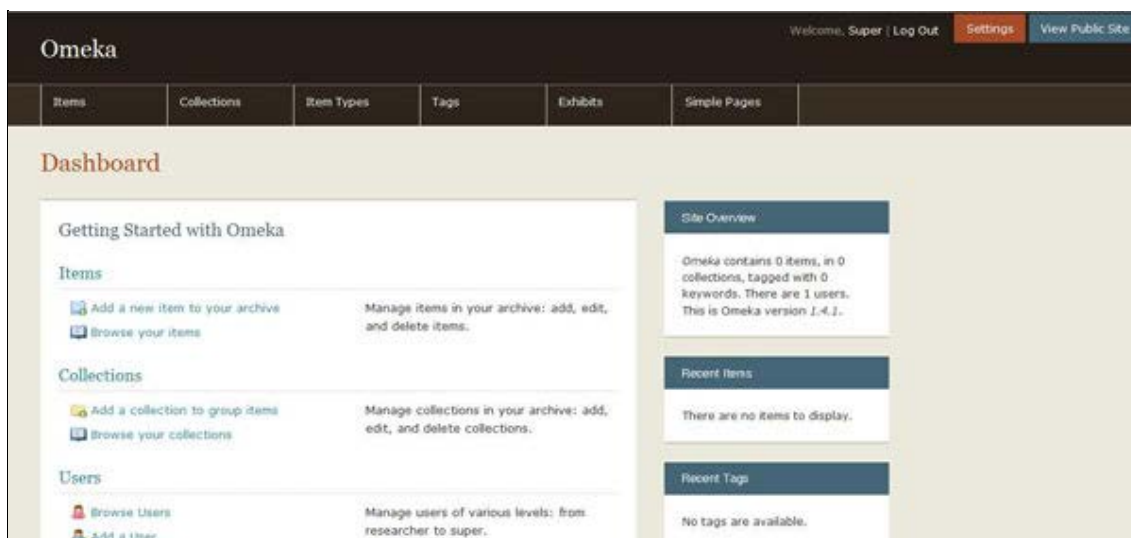 Welcome, Super | Log Out
Settings
View Public Site
Omeka
Items
Collections
Item Types
Tags
Exhibits
Simple Pages
Dashboard
Getting Started with Omeka
Items
Add a new item to your archive
Browse your items
Manage items in your archive: add, edit,
and delete items.
Collections
Add a collection to group items
Browse your collections
Manage collections in your archive: add,
edit, and delete collections.
Users
Browse Users
Add a User
Manage users of various levels: from
researcher to super.
Site Overview
Omeka contains 0 items, in 0
collections, tagged with 0
keywords. There are 1 users.
This is Omeka version 1.4.1.
Recent Items
There are no items to display.
Recent Tags
No tags are available.